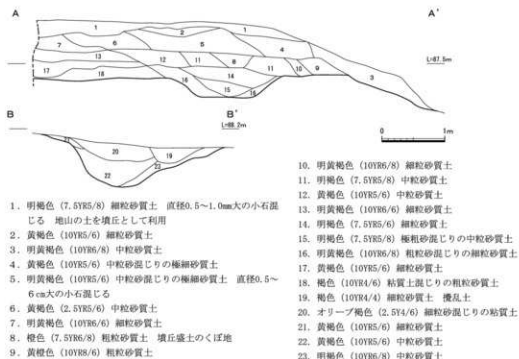 A
A'
1
2
1
7
6
5
4
L=87.5m
13
12
11
8
11
10
9
3
17
18
16
14
15
16
B
B'
L=88.2m
21
20
19
23
22
0
1m
1. 明褐色 (7.5YR5/8) 細粒砂質土 直径0.5~1.0mm大の小石混
じる 地山の土を墳丘として利用
2. 黄褐色 (10YR5/6) 細粒砂質土
3. 明黄褐色 (10YR6/8) 中粒砂質土
4. 黄褐色 (10YR5/6) 中粒砂混じりの極細砂質土
5. 明黄褐色 (10YR5/6) 中粒砂混じりの極細砂質土 直径0.5~
6cm大の小石混じる
6. 黄褐色 (2.5YR5/6) 中粒砂質土
7. 明黄褐色 (10YR6/6) 細粒砂質土
8. 橙色 (7.5YR6/8) 粗粒砂質土 墳丘盛土のくぼ地
9. 黄橙色 (10YR8/6) 粗粒砂質土
10. 明黄褐色 (10YR6/8) 細粒砂質土
11. 明褐色 (7.5YR5/8) 中粒砂質土
12. 黄褐色 (10YR5/6) 中粒砂質土
13. 明黄褐色 (10YR6/6) 細粒砂質土
14. 明褐色 (7.5YR5/6) 細粒砂質土
15. 明褐色 (7.5YR5/8) 極粗砂混じりの中粒砂質土
16. 明黄褐色 (10YR6/8) 粗粒砂混じりの細粒砂質土
17. 黄褐色 (10YR5/6) 細粒砂質土
18. 褐色 (10YR4/6) 粘質土混じりの粗粒砂質土
19. 褐色 (10YR4/4) 細粒砂質土 攪乱土
20. オリーブ褐色 (2.5Y4/6) 細粒砂混じりの粘質土
21. 黄褐色 (10YR5/6) 細粒砂質土
22. 黄褐色 (10YR5/6) 中粒砂質土
23. 明黄褐色 (10YR6/8) 中粒砂質土